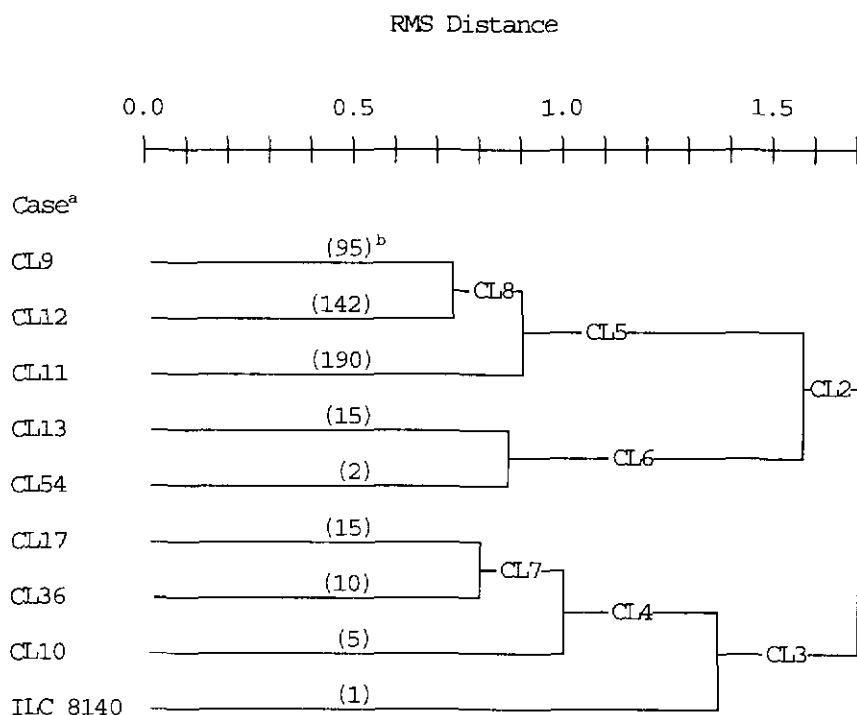 RMS Distance
0.0 0.5 1.0 1.5
Caseᵃ
CL9 (95)ᵇ
CL8
CL12 (142)
CL5
CL11 (190)
CL2
CL13 (15)
CL6
CL54 (2)
CL17 (15)
CL7
CL36 (10)
CL4
CL10 (5)
CL3
ILC 8140 (1)